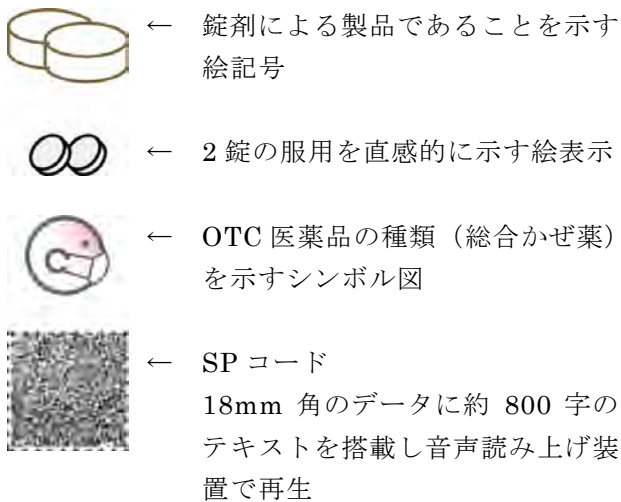 ← 錠剤による製品であることを示す
絵記号
← 2錠の服用を直感的に示す絵表示
← OTC 医薬品の種類（総合かぜ薬）
を示すシンボル図
← SP コード
18mm 角のデータに約 800 字の
テキストを搭載し音声読み上げ装
置で再生